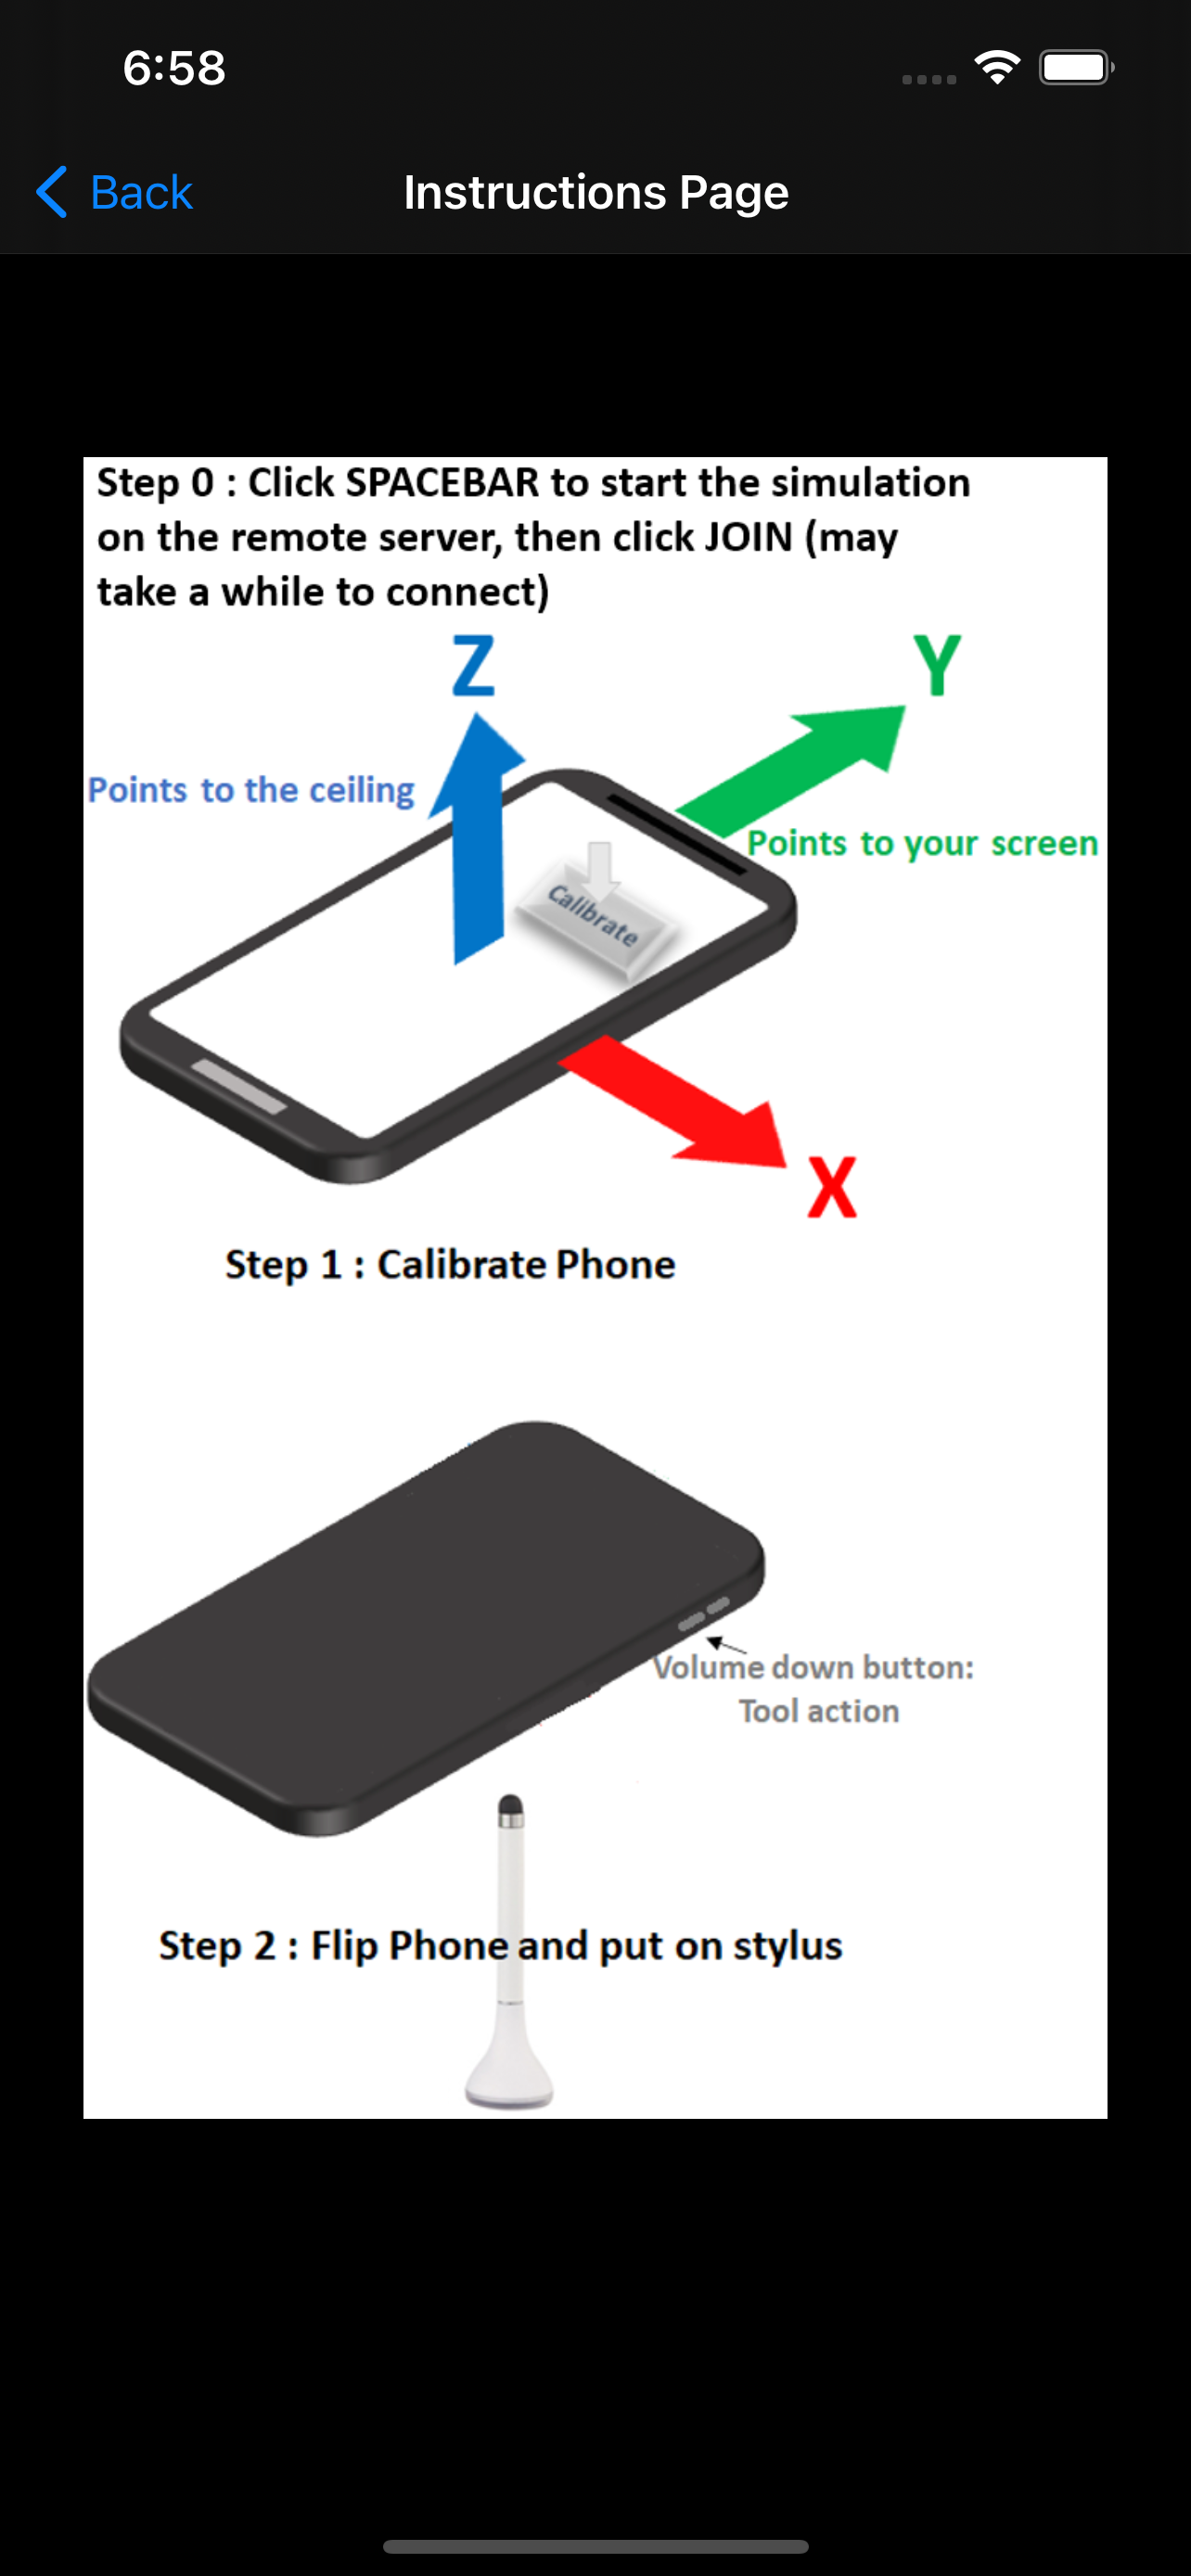 6:58
Back
Instructions Page
Step 0 : Click SPACEBAR to start the simulation
on the remote server, then click JOIN (may
take a while to connect)
Z
Y
Points to the ceiling
Points to your screen
Calibrate
X
Step 1 : Calibrate Phone
Volume down button:
Tool action
Step 2 : Flip Phone and put on stylus